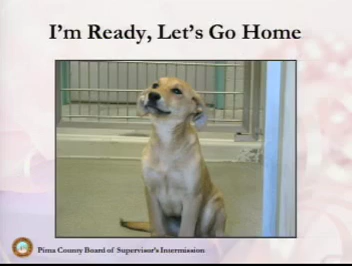 I'm Ready, Let's Go Home
Pima County Board of Supervisor's Intermission